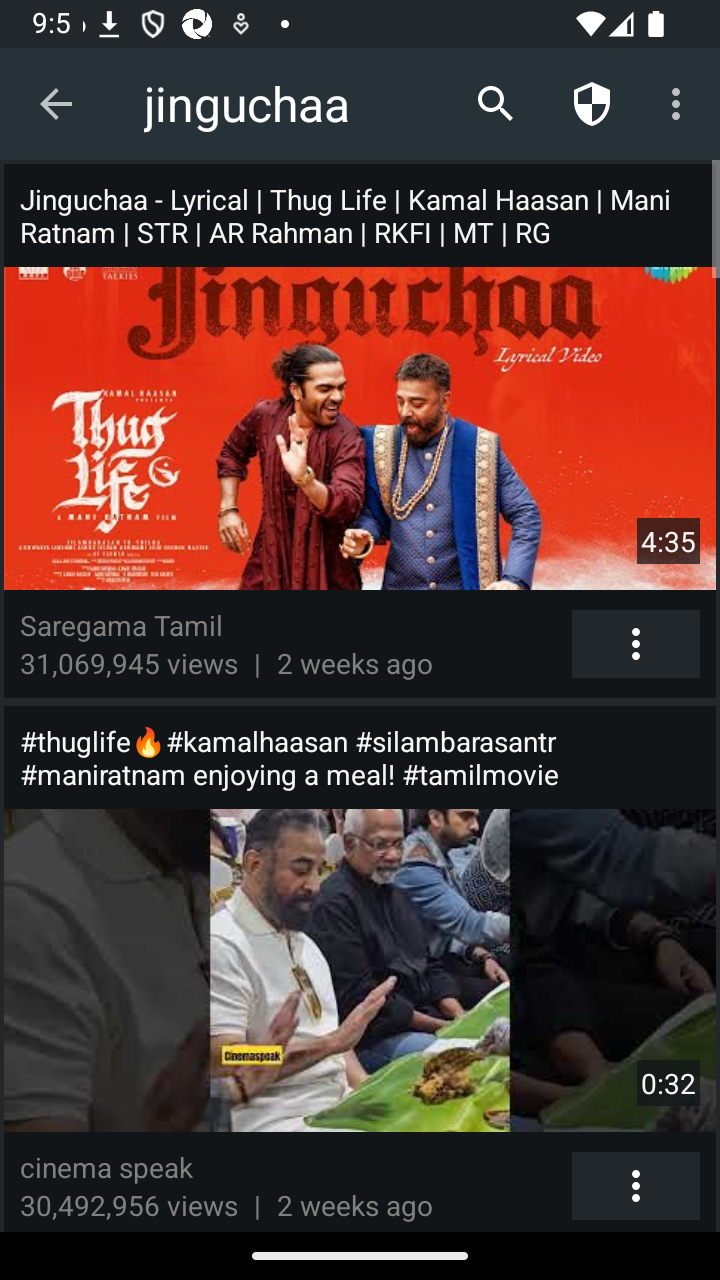 9:5
jinguchaa
Jinguchaa - Lyrical | Thug Life | Kamal Haasan | Mani
Ratnam | STR | AR Rahman | RKFI | MT | RG
TALKIES
Jinguchaa
Lyrical Video
KAMAL HAASAN
PRESENTS
Thug
Life
A MANI RATNAM FILM
4:35
Saregama Tamil
31,069,945 views | 2 weeks ago
#thuglife🔥#kamalhaasan #silambarasantr
#maniratnam enjoying a meal! #tamilmovie
Cinemaspeak
0:32
cinema speak
30,492,956 views | 2 weeks ago